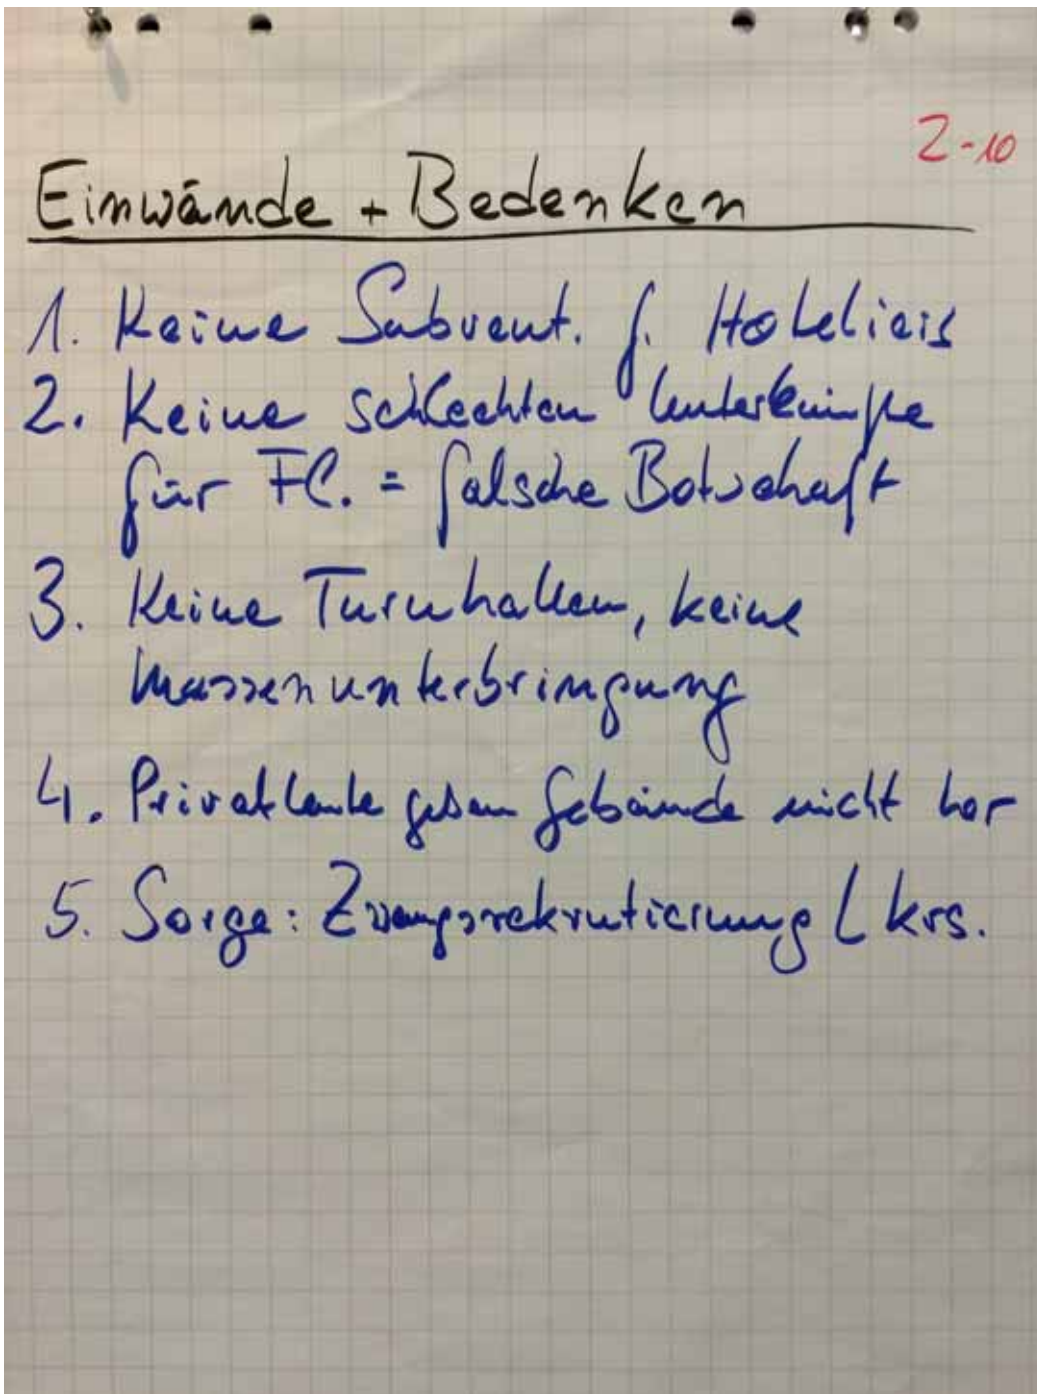 2-10
Einwände + Bedenken
1. Keine Subvent. f. Hoteliers
2. Keine schlechten Unterkünfte
für Fl. = falsche Botschaft
3. Keine Turnhallen, keine
Massenunterbringung
4. Privatleute geben Gebäude nicht her
5. Sorge: Zwangsrekrutierung Lkrs.